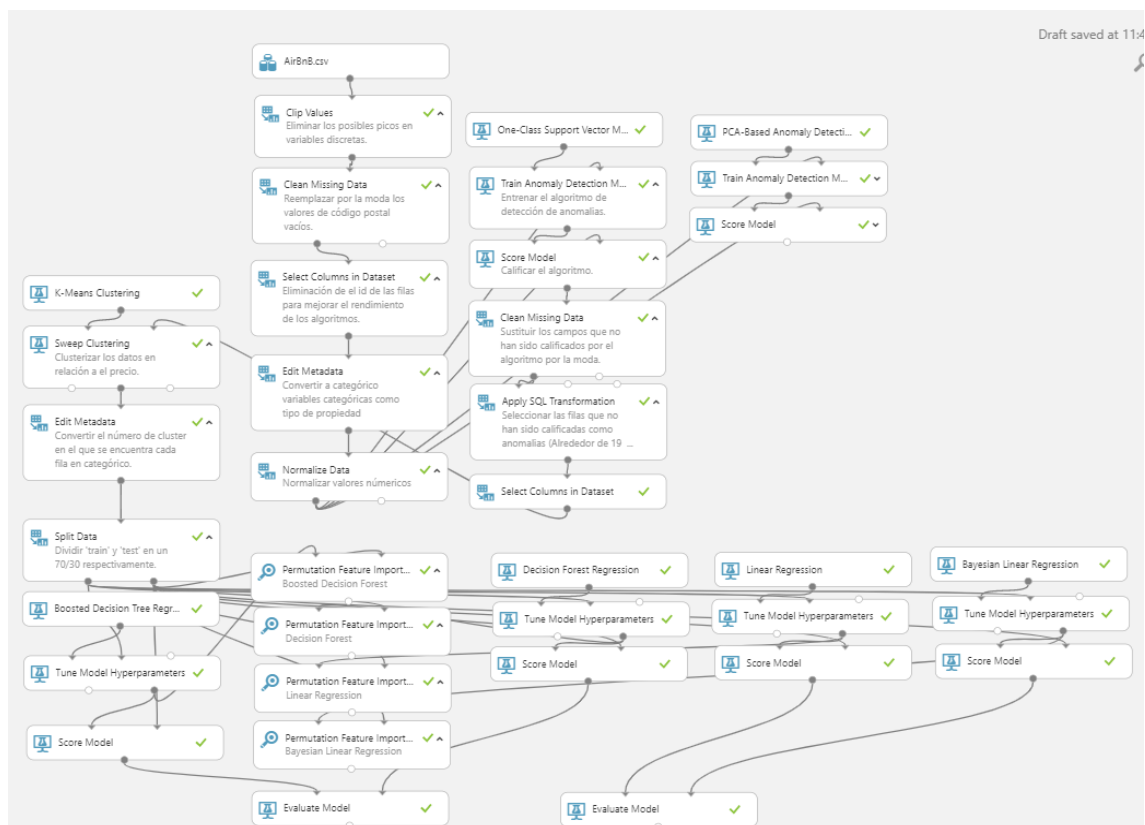 Draft saved at 11:4
AirBnB.csv
Clip Values
Eliminar los posibles picos en
variables discretas.
Clean Missing Data
Reemplazar por la moda los
valores de código postal
vacíos.
Select Columns in Dataset
Eliminación de el id de las filas
para mejorar el rendimiento
de los algoritmos.
Edit Metadata
Convertir a categórico
variables categóricas como
tipo de propiedad
Normalize Data
Normalizar valores númericos
One-Class Support Vector M...
Train Anomaly Detection M...
Entrenar el algoritmo de
detección de anomalias.
Score Model
Calificar el algoritmo.
Clean Missing Data
Sustituir los campos que no
han sido calificados por el
algoritmo por la moda.
Apply SQL Transformation
Seleccionar las filas que no
han sido calificadas como
anomalias (Alrededor de 19 ...
Select Columns in Dataset
PCA-Based Anomaly Detecti...
Train Anomaly Detection M...
Score Model
K-Means Clustering
Sweep Clustering
Clusterizar los datos en
relación a el precio.
Edit Metadata
Convertir el número de cluster
en el que se encuentra cada
fila en categórico.
Split Data
Dividir 'train' y 'test' en un
70/30 respectivamente.
Boosted Decision Tree Regr...
Tune Model Hyperparameters
Score Model
Permutation Feature Import...
Boosted Decision Forest
Permutation Feature Import...
Decision Forest
Permutation Feature Import...
Linear Regression
Permutation Feature Import...
Bayesian Linear Regression
Decision Forest Regression
Tune Model Hyperparameters
Score Model
Linear Regression
Tune Model Hyperparameters
Score Model
Bayesian Linear Regression
Tune Model Hyperparameters
Score Model
Evaluate Model
Evaluate Model